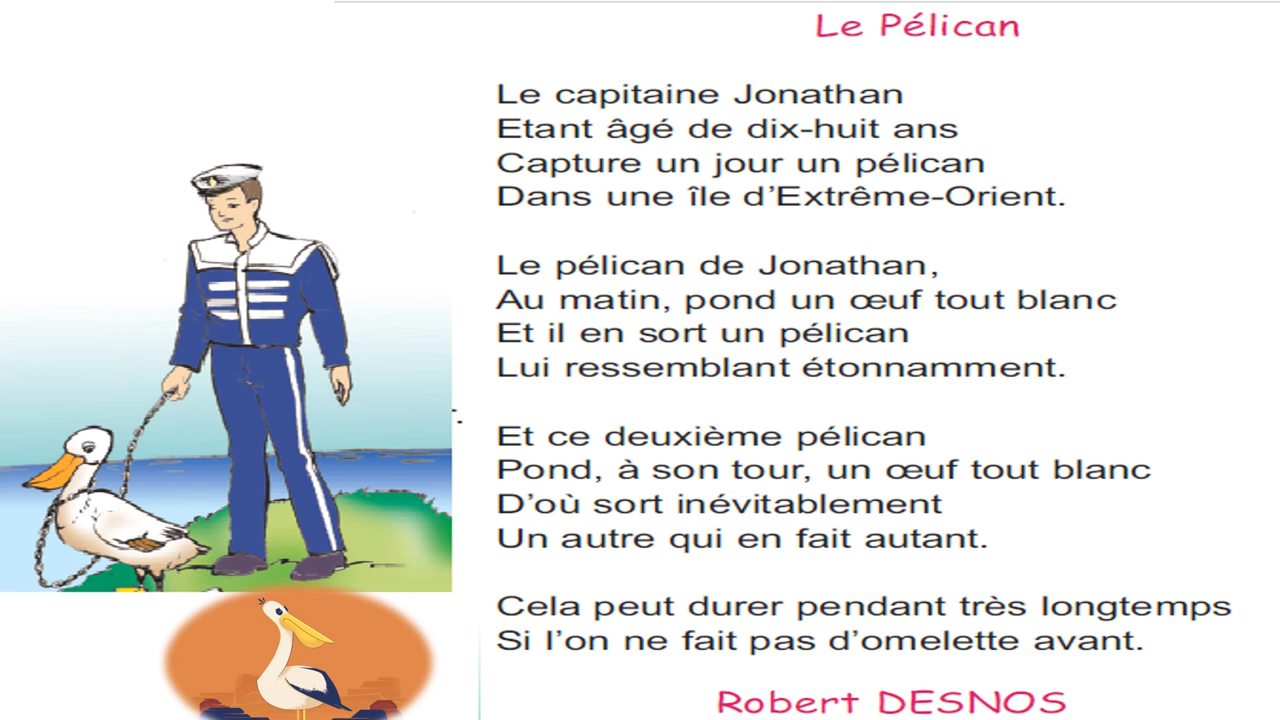 Le Pélican
Le capitaine Jonathan
Etant âgé de dix-huit ans
Capture un jour un pélican
Dans une île d'Extrême-Orient.
Le pélican de Jonathan,
Au matin, pond un œuf tout blanc
Et il en sort un pélican
Lui ressemblant étonnamment.
Et ce deuxième pélican
Pond, à son tour, un œuf tout blanc
D'où sort inévitablement
Un autre qui en fait autant.
Cela peut durer pendant très longtemps
Si l'on ne fait pas d'omelette avant.
Robert DESNOS